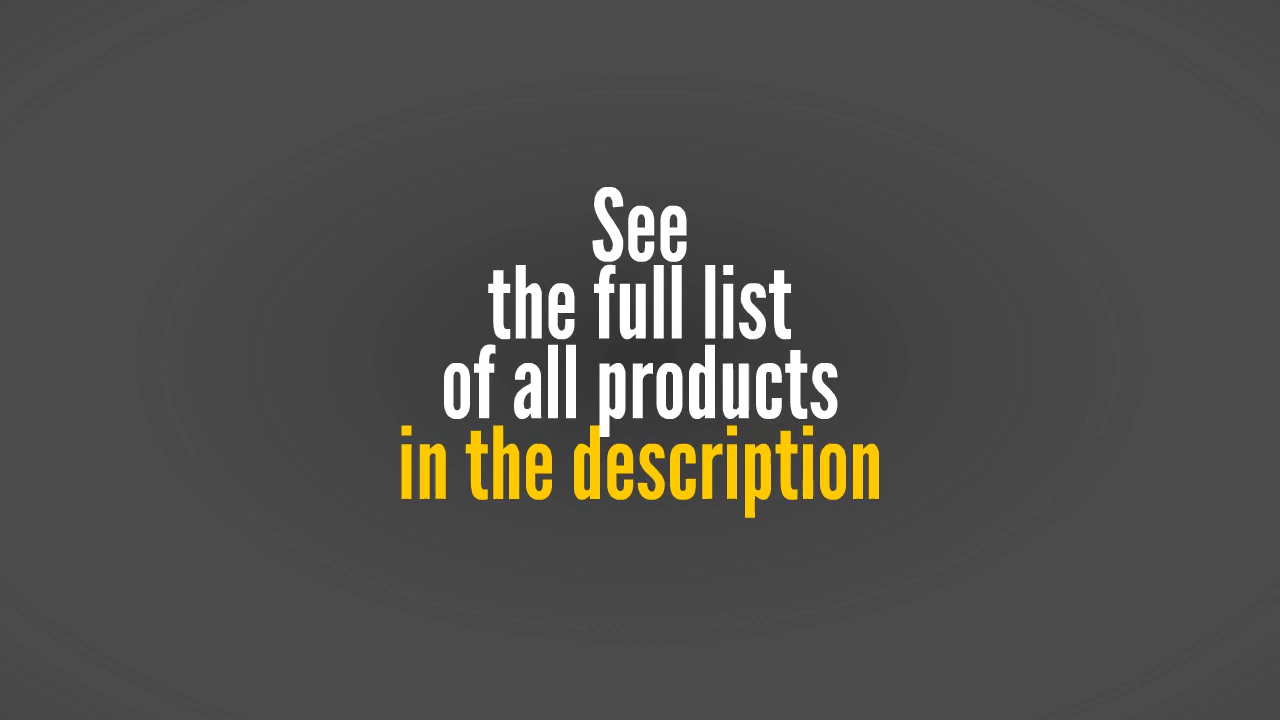 See
the full list
of all products
in the description